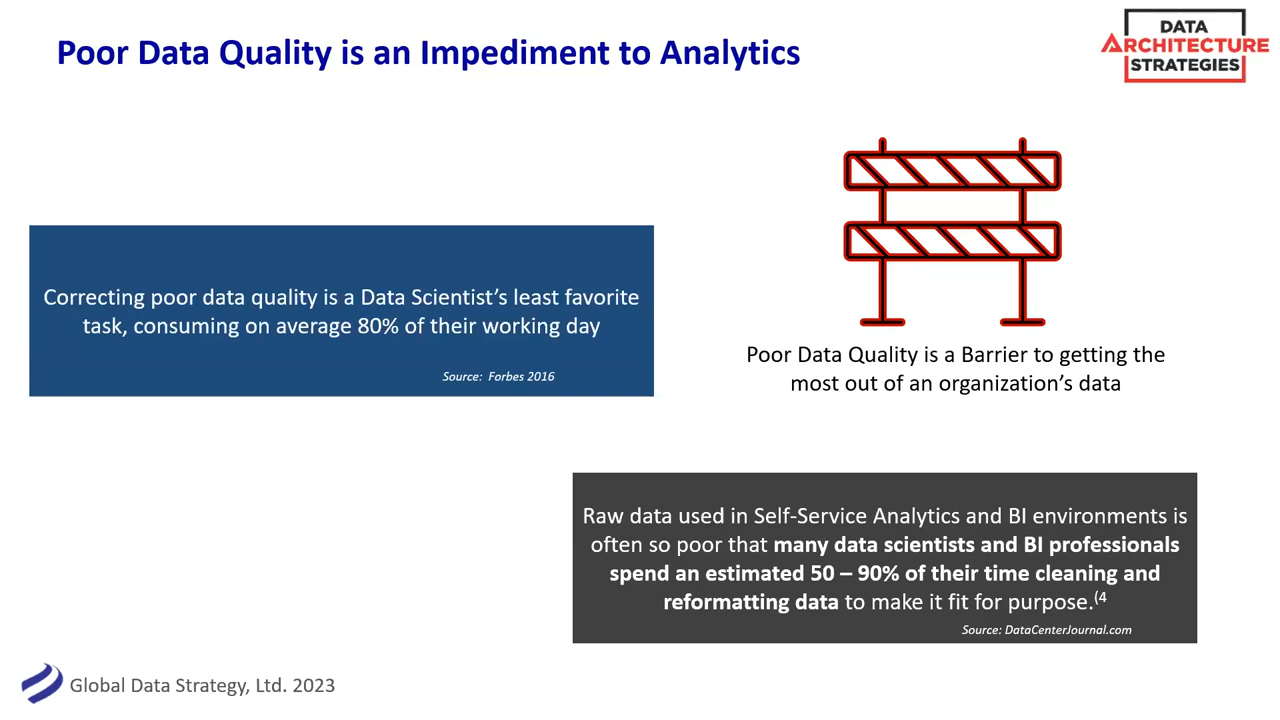 Poor Data Quality is an Impediment to Analytics
DATA
ARCHITECTURE
STRATEGIES
Correcting poor data quality is a Data Scientist’s least favorite
task, consuming on average 80% of their working day
Source: Forbes 2016
Poor Data Quality is a Barrier to getting the
most out of an organization’s data
Raw data used in Self-Service Analytics and BI environments is
often so poor that many data scientists and BI professionals
spend an estimated 50 – 90% of their time cleaning and
reformatting data to make it fit for purpose.(4
Source: DataCenterJournal.com
Global Data Strategy, Ltd. 2023